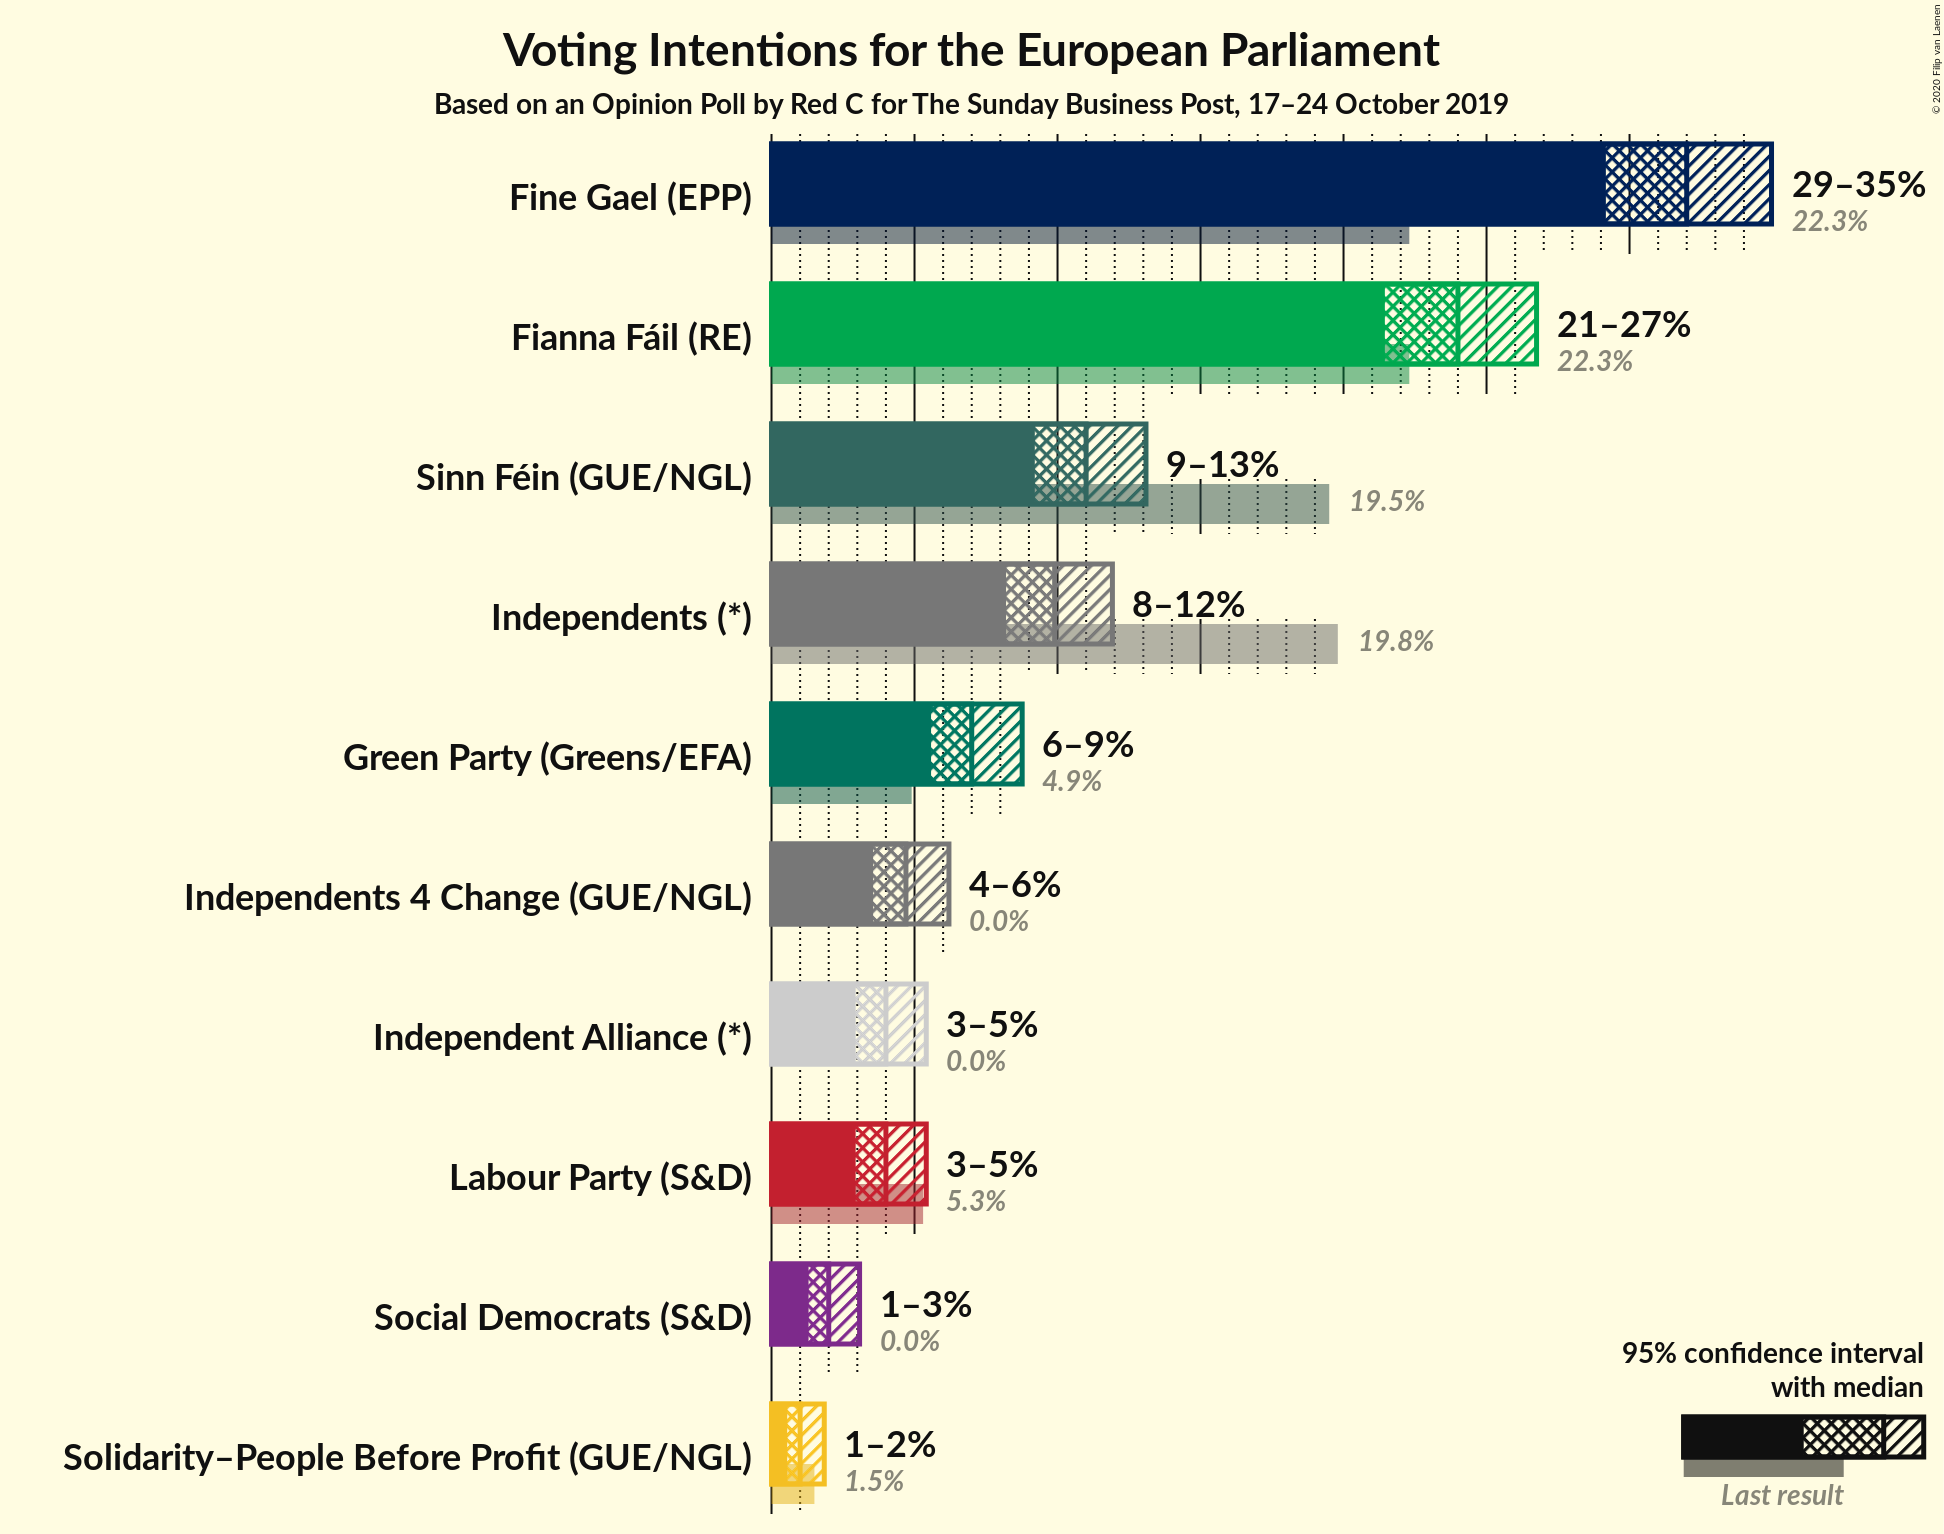 Voting Intentions for the European Parliament
Based on an Opinion Poll by Red C for The Sunday Business Post, 17–24 October 2019
© 2020 Filip van Laenen
Fine Gael (EPP)
29–35%
22.3%
Fianna Fáil (RE)
21–27%
22.3%
Sinn Féin (GUE/NGL)
9–13%
19.5%
Independents (*)
8–12%
19.8%
Green Party (Greens/EFA)
6–9%
4.9%
Independents 4 Change (GUE/NGL)
4–6%
0.0%
Independent Alliance (*)
3–5%
0.0%
Labour Party (S&D)
3–5%
5.3%
Social Democrats (S&D)
1–3%
0.0%
Solidarity–People Before Profit (GUE/NGL)
1–2%
1.5%
95% confidence interval
with median
Last result